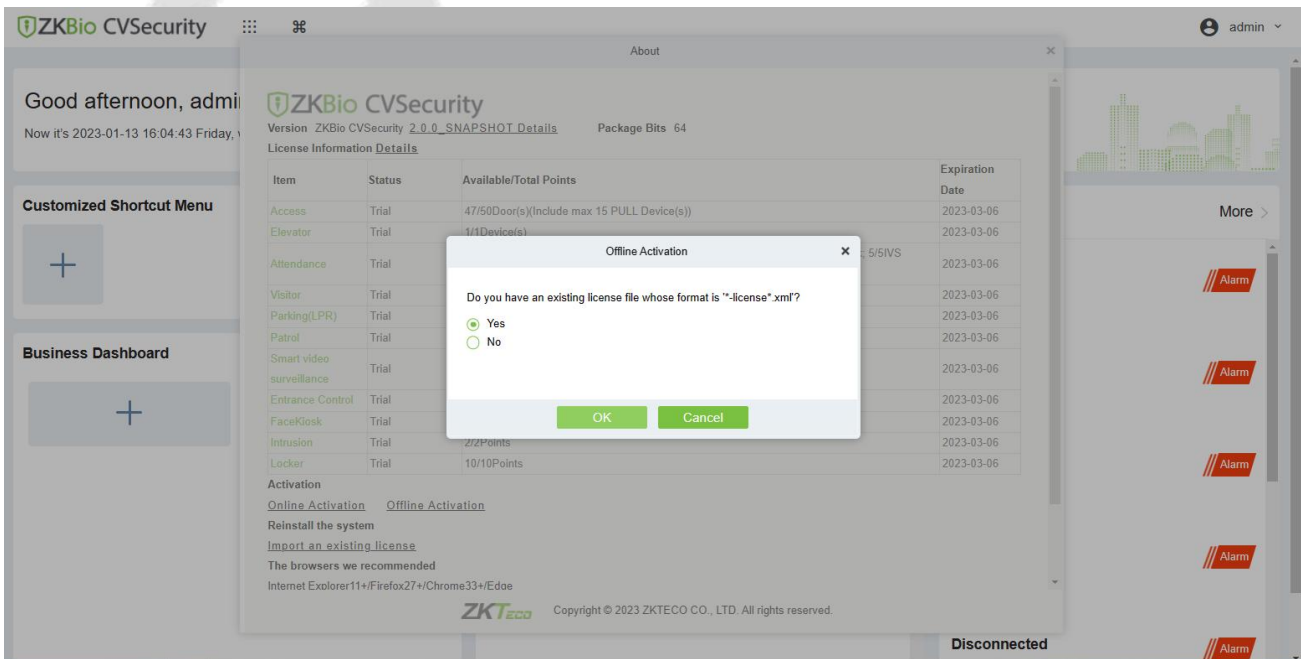 ZKBio CVSecurity
admin
About
Good afternoon, admi
Now it's 2023-01-13 16:04:43 Friday,
Customized Shortcut Menu
Business Dashboard
ZKBio CVSecurity
Version ZKBio CVSecurity 2.0.0_SNAPSHOT Details Package Bits 64
License Information Details
Item Status Available/Total Points Expiration Date
Access Trial 47/50Door(s)(Include max 15 PULL Device(s)) 2023-03-06
Elevator Trial 1/1Device(s) 2023-03-06
Attendance Trial 5/5IVS 2023-03-06
Visitor Trial 2023-03-06
Parking(LPR) Trial 2023-03-06
Patrol Trial 2023-03-06
Smart video
surveillance Trial 2023-03-06
Entrance Control Trial 2023-03-06
FaceKiosk Trial 2023-03-06
Intrusion Trial 2/2Points 2023-03-06
Locker Trial 10/10Points 2023-03-06
Activation
Online Activation Offline Activation
Reinstall the system
Import an existing license
The browsers we recommended
Internet Explorer11+/Firefox27+/Chrome33+/Edge
ZKTeco Copyright © 2023 ZKTECO CO., LTD. All rights reserved.
Offline Activation
Do you have an existing license file whose format is '*-license*.xml'?
Yes
No
OK Cancel
More
Alarm
Alarm
Alarm
Alarm
Disconnected
Alarm